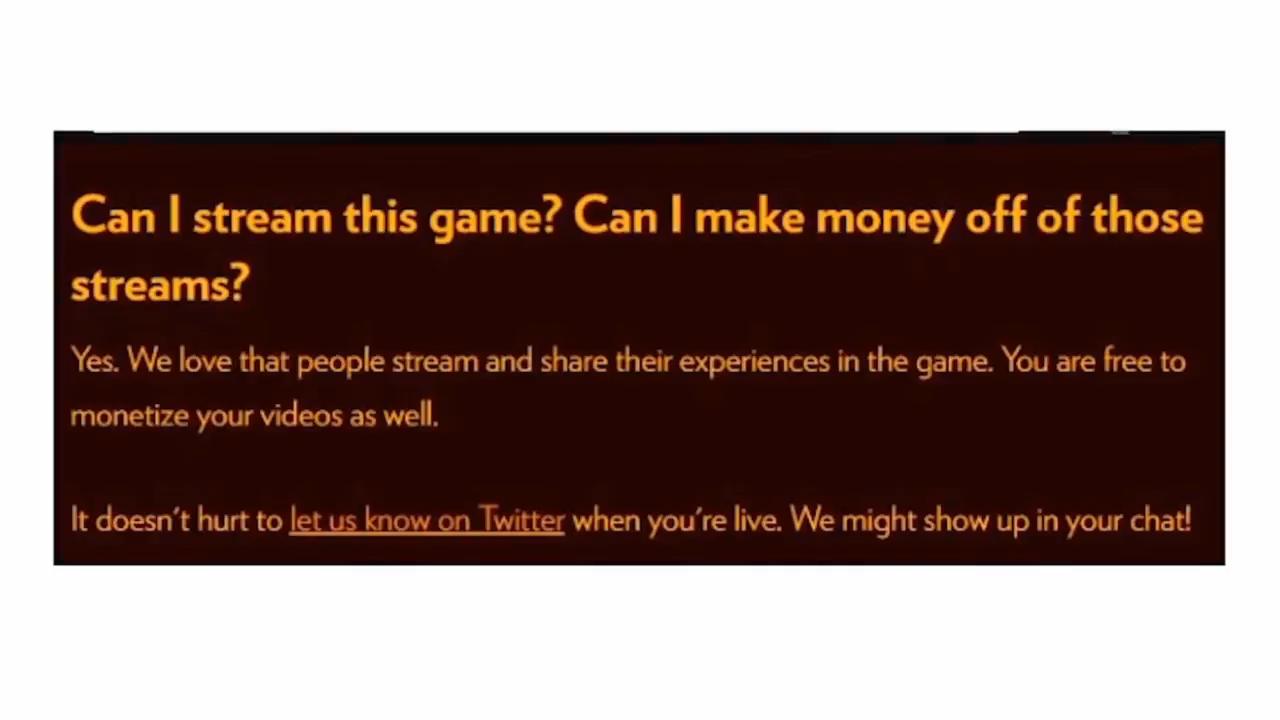 Can I stream this game? Can I make money off of those
streams?
Yes. We love that people stream and share their experiences in the game. You are free to
monetize your videos as well.
It doesn't hurt to let us know on Twitter when you're live. We might show up in your chat!